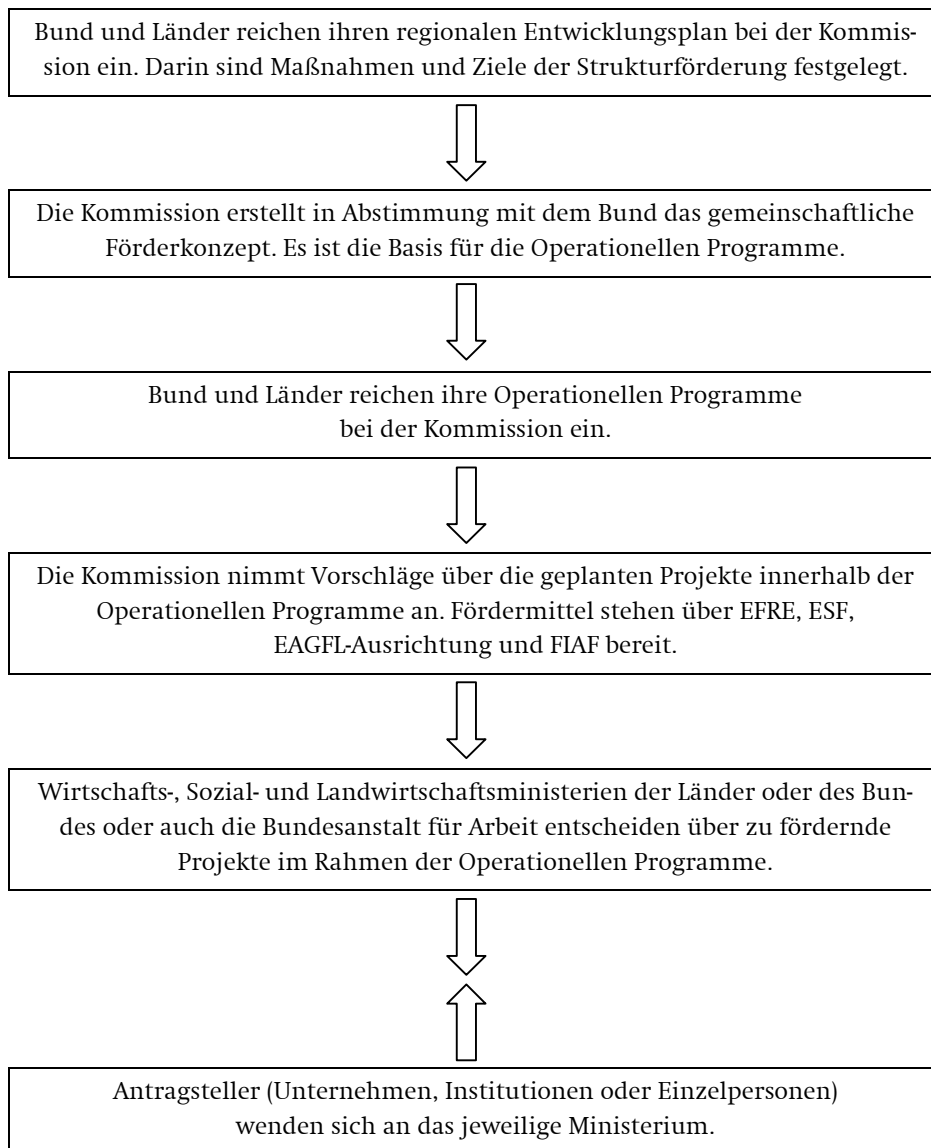 Bund und Länder reichen ihren regionalen Entwicklungsplan bei der Kommis-
sion ein. Darin sind Maßnahmen und Ziele der Strukturförderung festgelegt.
Die Kommission erstellt in Abstimmung mit dem Bund das gemeinschaftliche
Förderkonzept. Es ist die Basis für die Operationellen Programme.
Bund und Länder reichen ihre Operationellen Programme
bei der Kommission ein.
Die Kommission nimmt Vorschläge über die geplanten Projekte innerhalb der
Operationellen Programme an. Fördermittel stehen über EFRE, ESF,
EAGFL-Ausrichtung und FIAF bereit.
Wirtschafts-, Sozial- und Landwirtschaftsministerien der Länder oder des Bun-
des oder auch die Bundesanstalt für Arbeit entscheiden über zu fördernde
Projekte im Rahmen der Operationellen Programme.
Antragsteller (Unternehmen, Institutionen oder Einzelpersonen)
wenden sich an das jeweilige Ministerium.